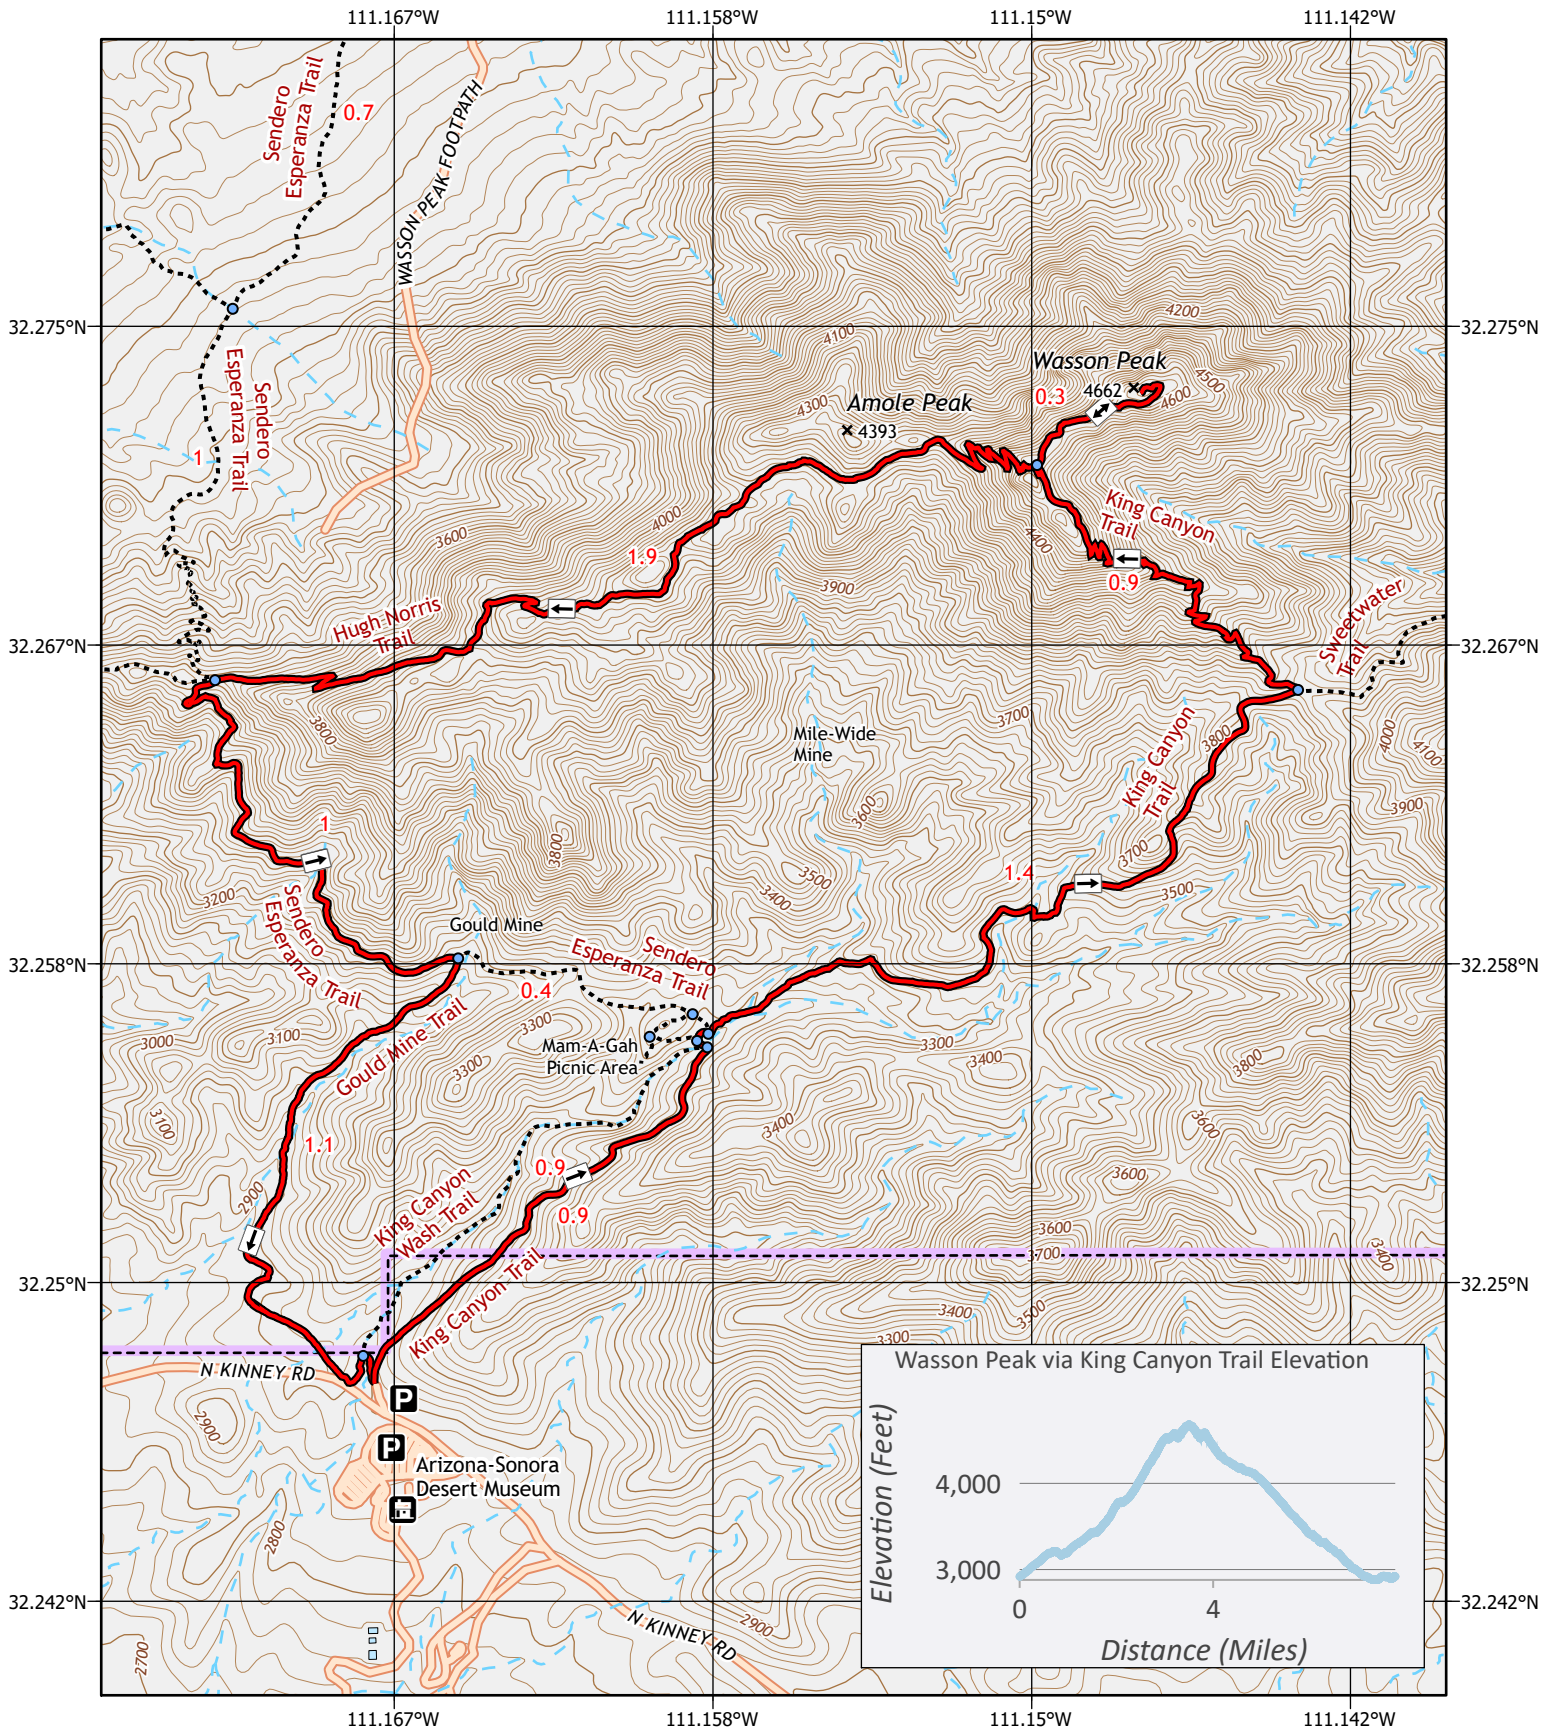 111.167°W
111.158°W
111.15°W
111.142°W
Sendero
Esperanza Trail
0.7
WASSON PEAK FOOTPATH
32.275°N
32.275°N
4200
4100
Wasson Peak
4662
4500
4600
0.3
Amole Peak
4393
4300
Sendero
Esperanza Trail
1
King Canyon
Trail
4000
3600
4400
1.9
3900
0.9
Hugh Norris
Trail
Sweetwater
Trail
32.267°N
32.267°N
3800
3700
Mile-Wide
Mine
King Canyon
Trail
3800
4000
4100
3900
3600
1
3800
3700
1.4
3500
3500
3400
3200
Sendero
Esperanza Trail
Gould Mine
Sendero
Esperanza Trail
32.258°N
32.258°N
0.4
3000
3100
3300
Gould Mine Trail
Mam-A-Gah
Picnic Area
3300
3300
3400
3800
3100
3400
3600
1.1
0.9
3600
King Canyon
Wash Trail
2900
0.9
3600
3700
3400
32.25°N
32.25°N
King Canyon Trail
3400
3500
3300
N KINNEY RD
P
2900
P
Arizona-Sonora
Desert Museum
2800
Wasson Peak via King Canyon Trail Elevation
Elevation (Feet)
4,000
3,000
0
4
Distance (Miles)
32.242°N
32.242°N
N KINNEY RD
2900
2700
111.167°W
111.158°W
111.15°W
111.142°W